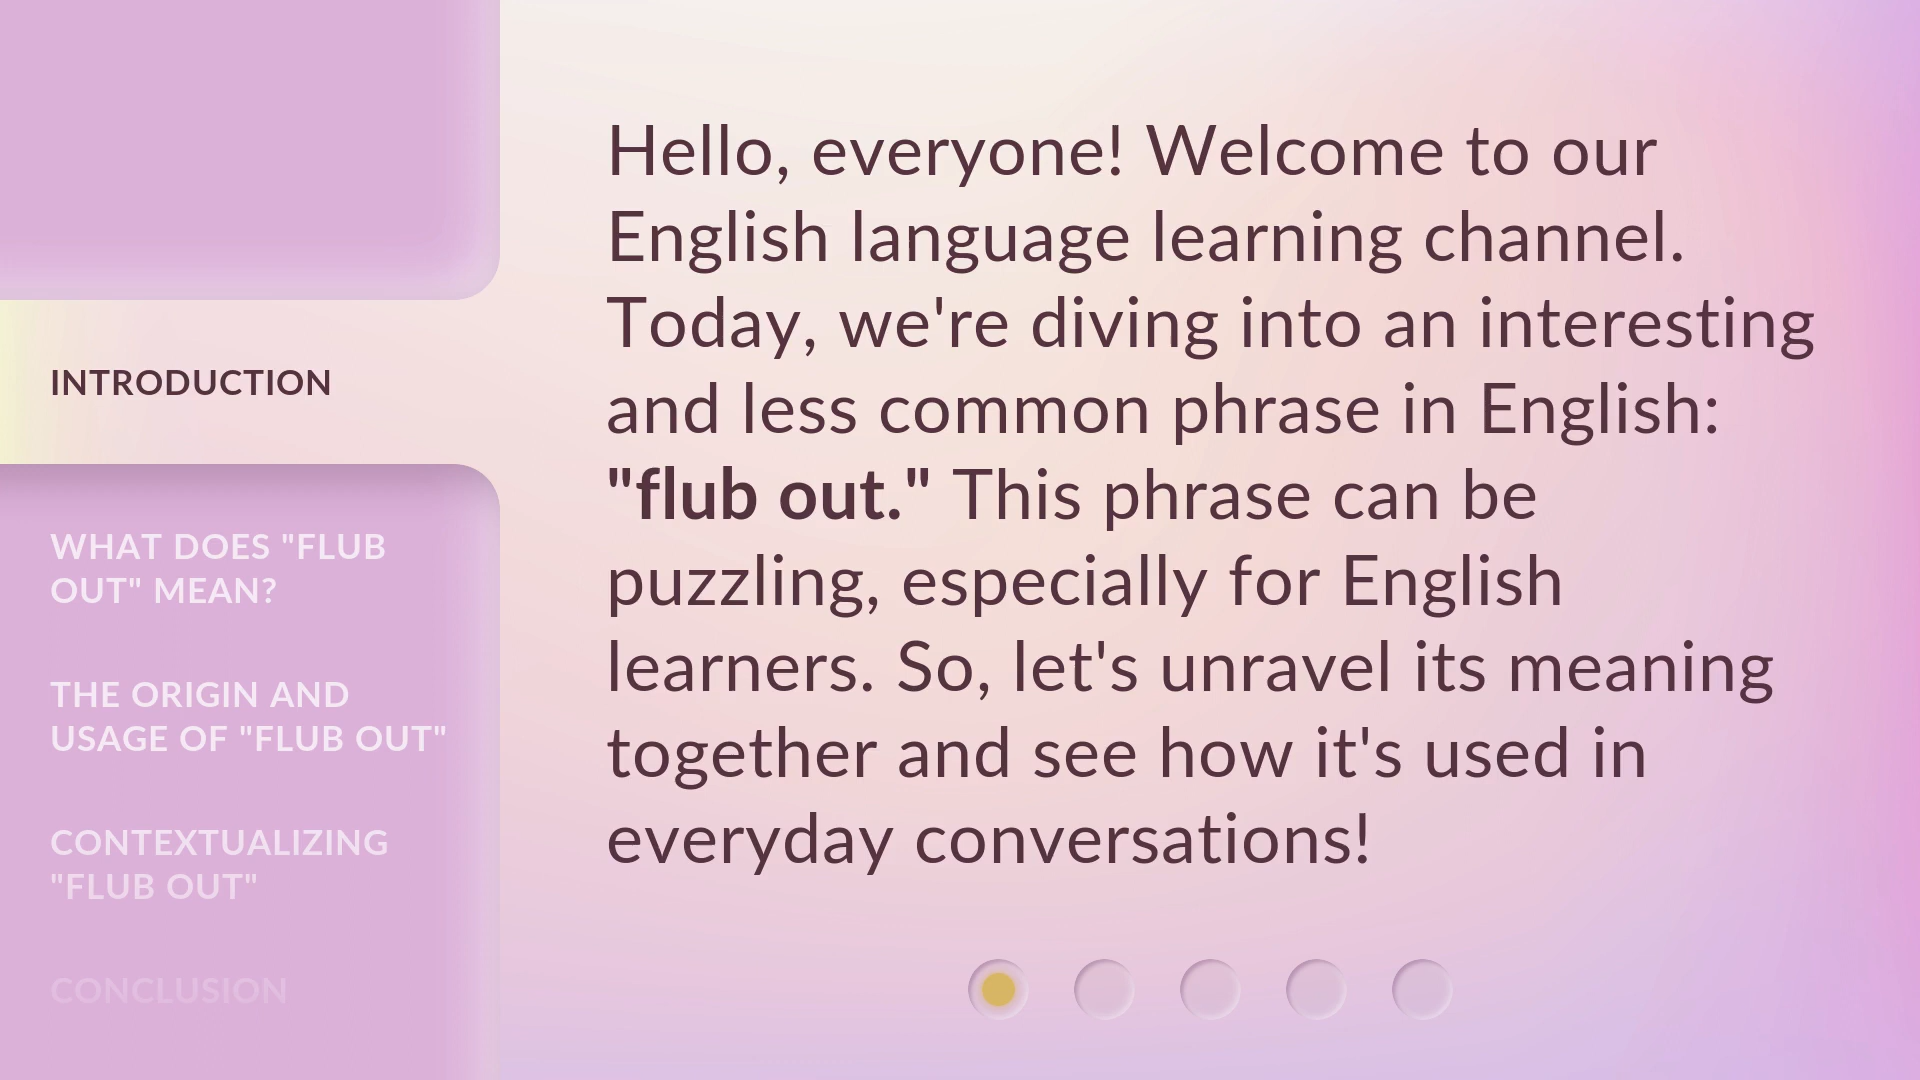 INTRODUCTION
WHAT DOES "FLUB
OUT" MEAN?
THE ORIGIN AND
USAGE OF "FLUB OUT"
CONTEXTUALIZING
"FLUB OUT"
CONCLUSION
Hello, everyone! Welcome to our
English language learning channel.
Today, we're diving into an interesting
and less common phrase in English:
"flub out." This phrase can be
puzzling, especially for English
learners. So, let's unravel its meaning
together and see how it's used in
everyday conversations!